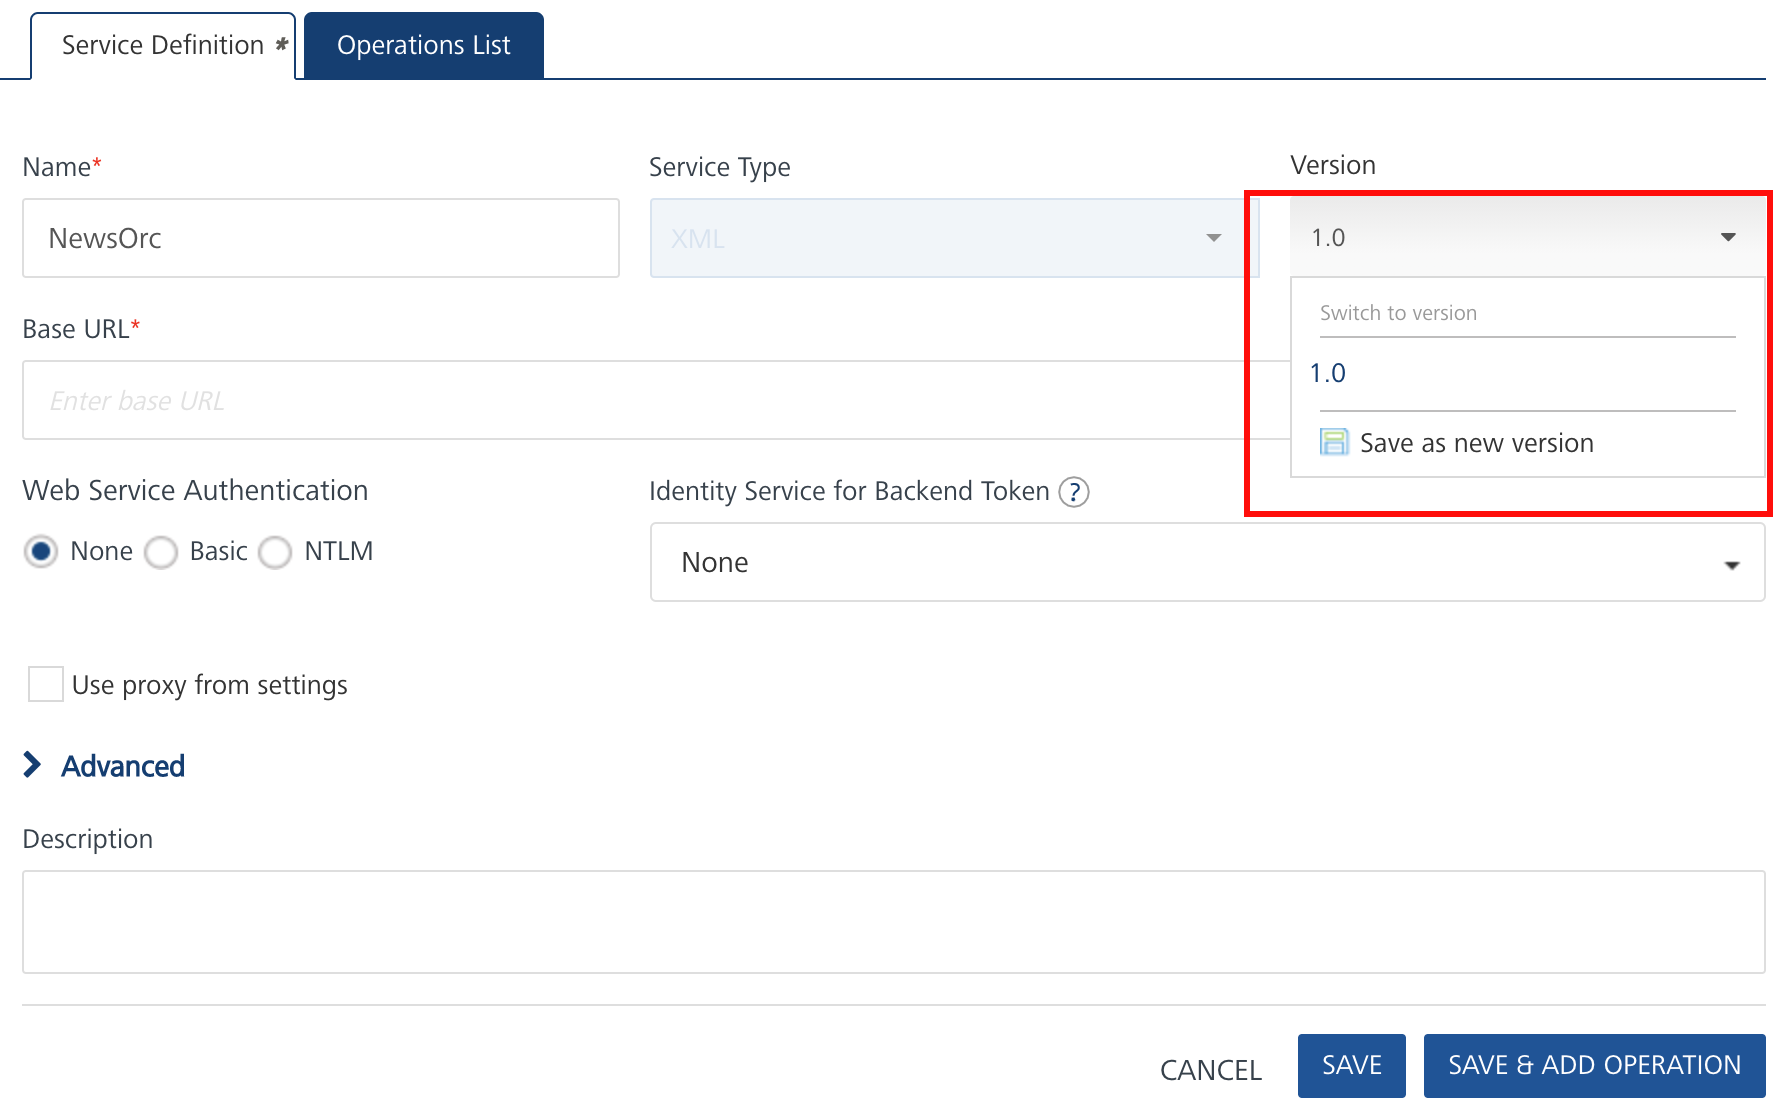 Service Definition * Operations List
Name* Service Type Version
NewsOrc XML 1.0
Switch to version
Base URL*
1.0
Enter base URL
Save as new version
Web Service Authentication Identity Service for Backend Token ?
None Basic NTLM None
Use proxy from settings
Advanced
Description
CANCEL SAVE SAVE & ADD OPERATION